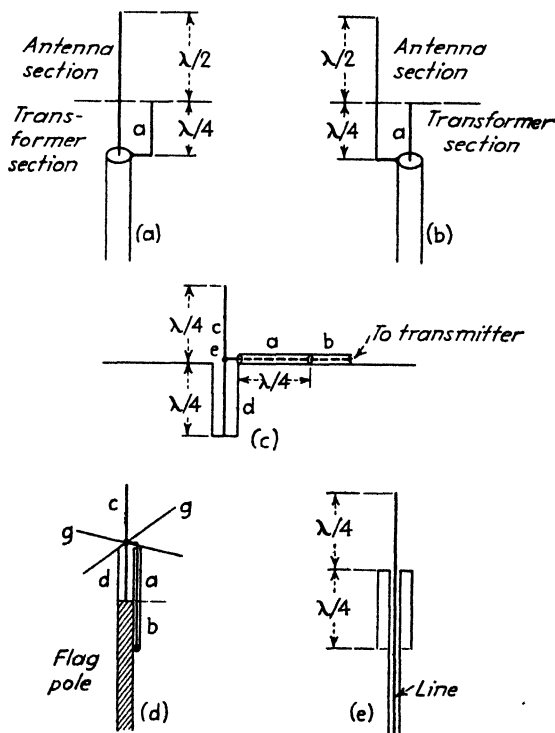 Antenna
section
λ/2
Trans-
former
section
a
λ/4
(a)
λ/2
Antenna
section
λ/4
a
Transformer
section
(b)
λ/4
c
e
a
b
To transmitter
λ/4
λ/4
d
(c)
c
g
g
d
a
b
Flag
pole
(d)
λ/4
λ/4
Line
(e)